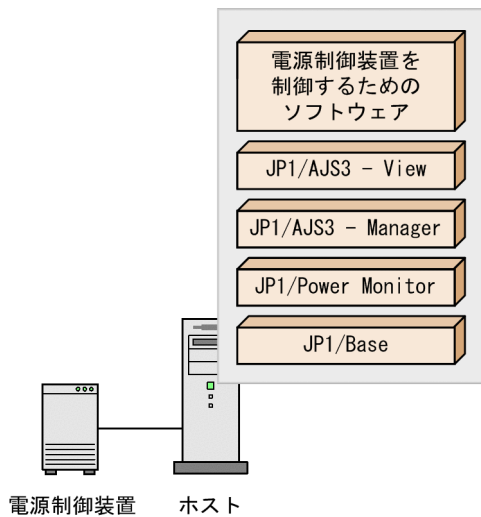 電源制御装置を
制御するための
ソフトウェア
JP1/AJS3 - View
JP1/AJS3 - Manager
JP1/Power Monitor
JP1/Base
電源制御装置
ホスト